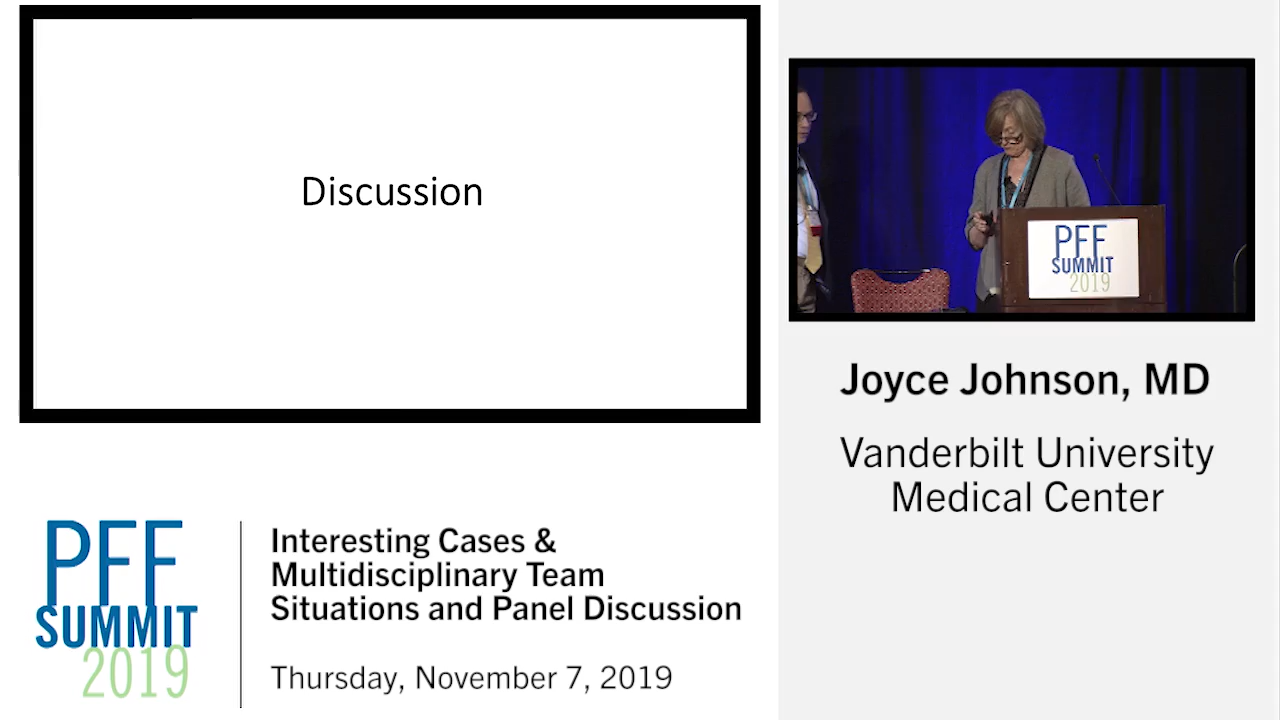 Discussion
PFF
SUMMIT
2019
Joyce Johnson, MD
Vanderbilt University
Medical Center
PFF
SUMMIT
2019
Interesting Cases &
Multidisciplinary Team
Situations and Panel Discussion
Thursday, November 7, 2019